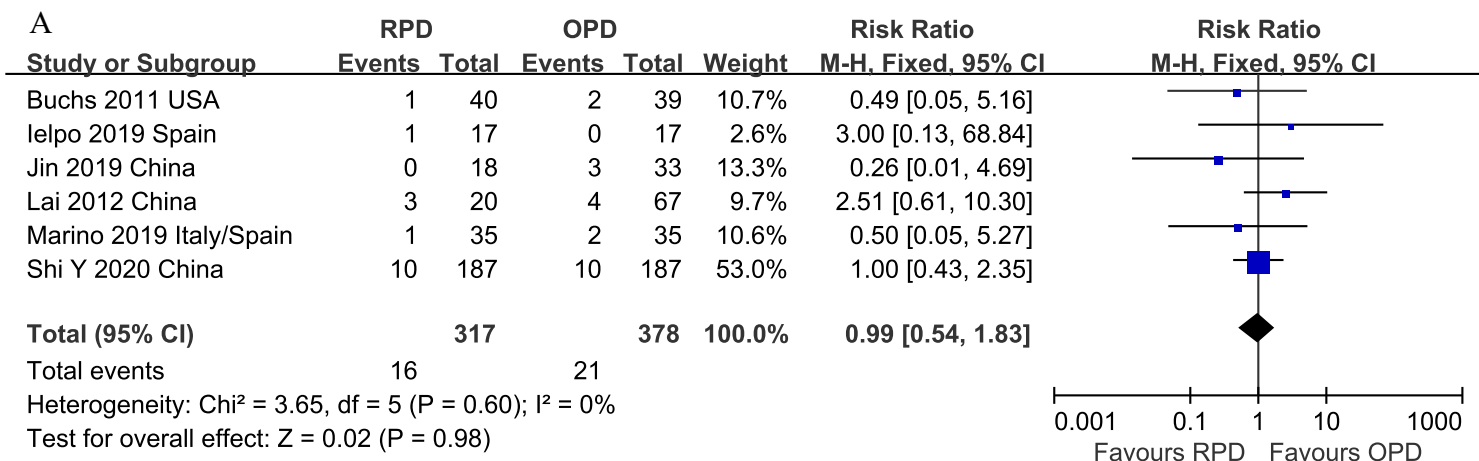 A
RPD OPD Risk Ratio Risk Ratio
Study or Subgroup Events Total Events Total Weight M-H, Fixed, 95% CI M-H, Fixed, 95% CI
Buchs 2011 USA 1 40 2 39 10.7% 0.49 [0.05, 5.16]
Ielpo 2019 Spain 1 17 0 17 2.6% 3.00 [0.13, 68.84]
Jin 2019 China 0 18 3 33 13.3% 0.26 [0.01, 4.69]
Lai 2012 China 3 20 4 67 9.7% 2.51 [0.61, 10.30]
Marino 2019 Italy/Spain 1 35 2 35 10.6% 0.50 [0.05, 5.27]
Shi Y 2020 China 10 187 10 187 53.0% 1.00 [0.43, 2.35]
Total (95% CI) 317 378 100.0% 0.99 [0.54, 1.83]
Total events 16 21
Heterogeneity: Chi² = 3.65, df = 5 (P = 0.60); I² = 0%
Test for overall effect: Z = 0.02 (P = 0.98)
0.001 0.1 1 10 1000
Favours RPD Favours OPD